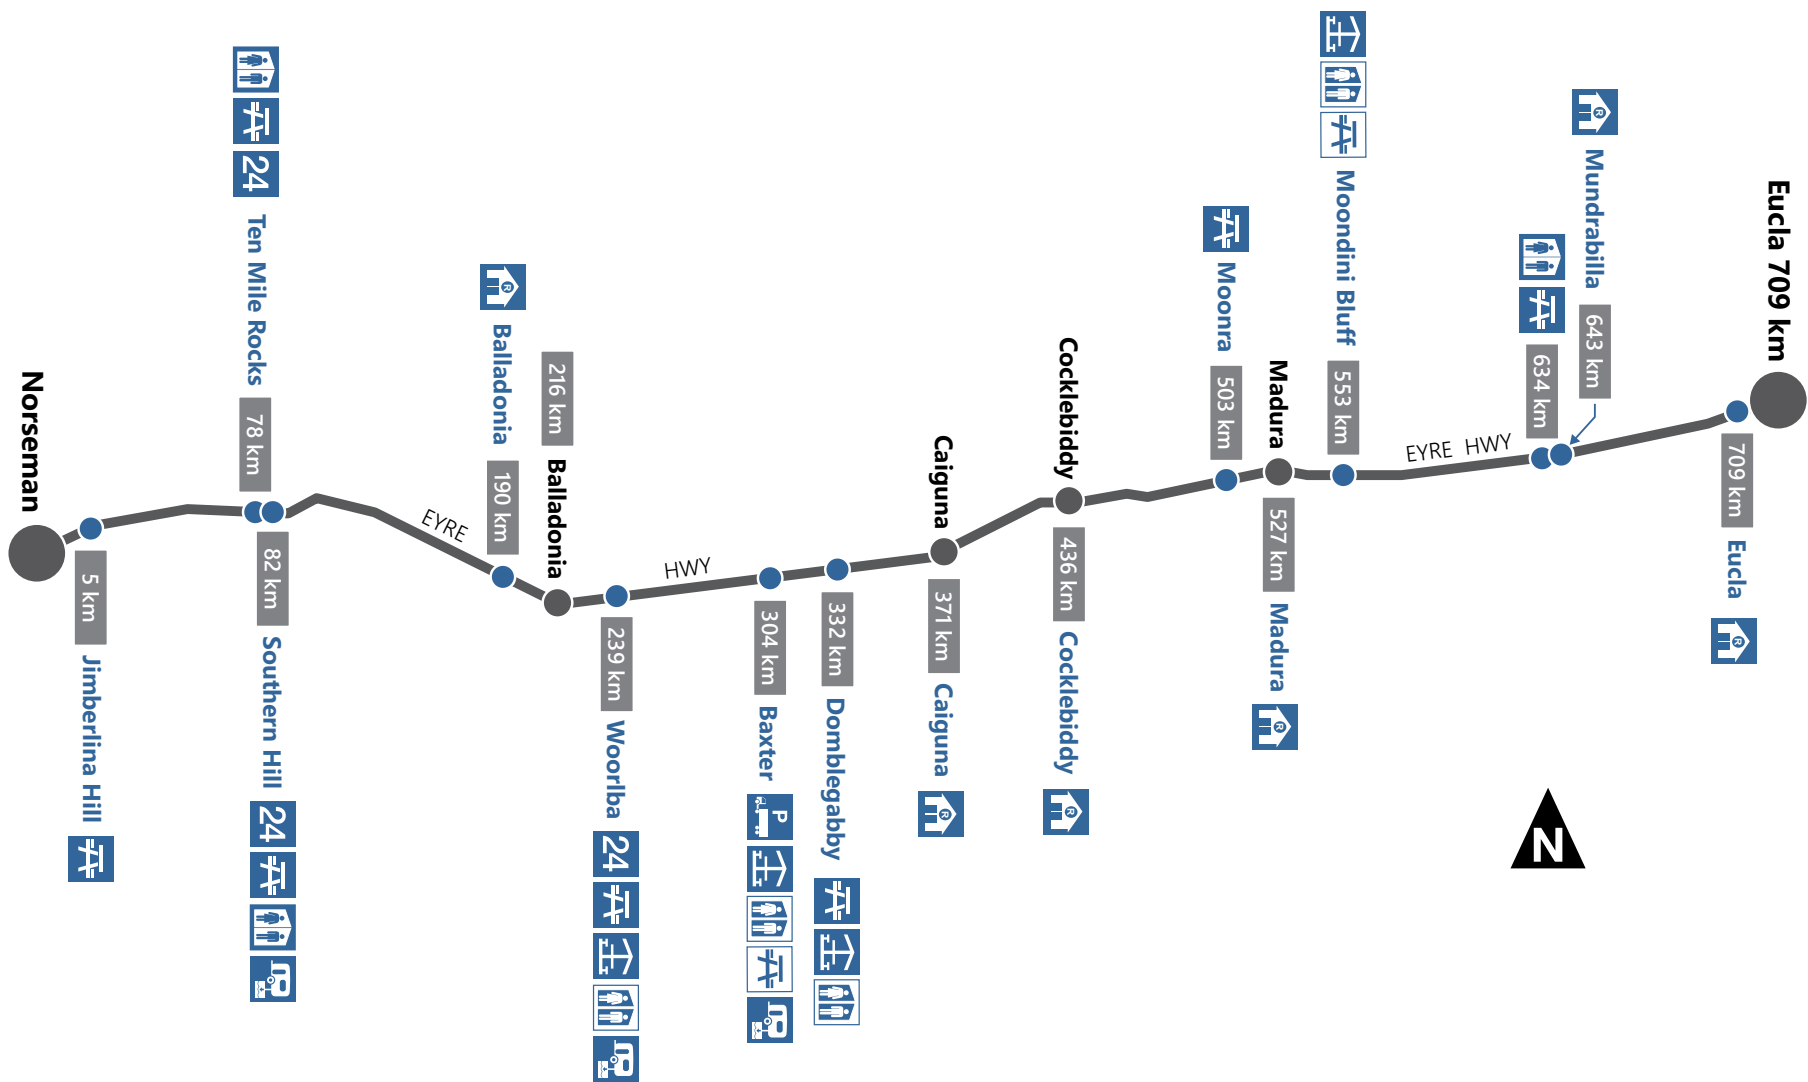 Norseman
5 km
Jimberlina Hill
24
Ten Mile Rocks
78 km
82 km
Southern Hill
24
EYRE
R
Balladonia
190 km
216 km
Balladonia
239 km
Woorlba
24
HWY
304 km
Baxter
P
332 km
Domblegabby
Caiguna
371 km
Caiguna
R
Cocklebiddy
436 km
Cocklebiddy
R
Moonra
503 km
Madura
527 km
Madura
R
Moondini Bluff
553 km
EYRE HWY
634 km
R
Mundrabilla
643 km
Eucla 709 km
709 km
Eucla
R
N